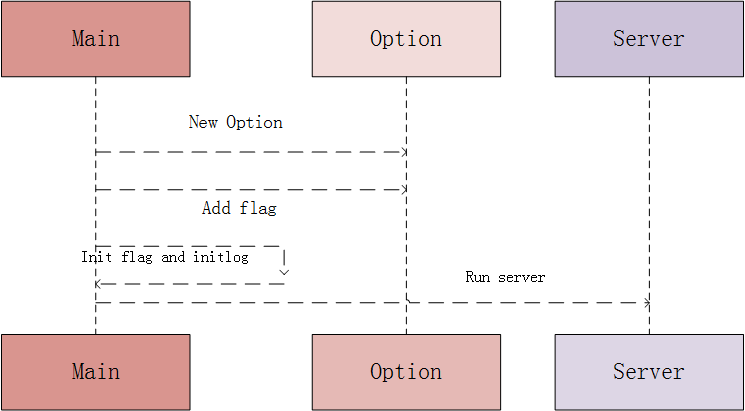 Main
Option
Server
New Option
Add flag
Init flag and initlog
Run server
Main
Option
Server